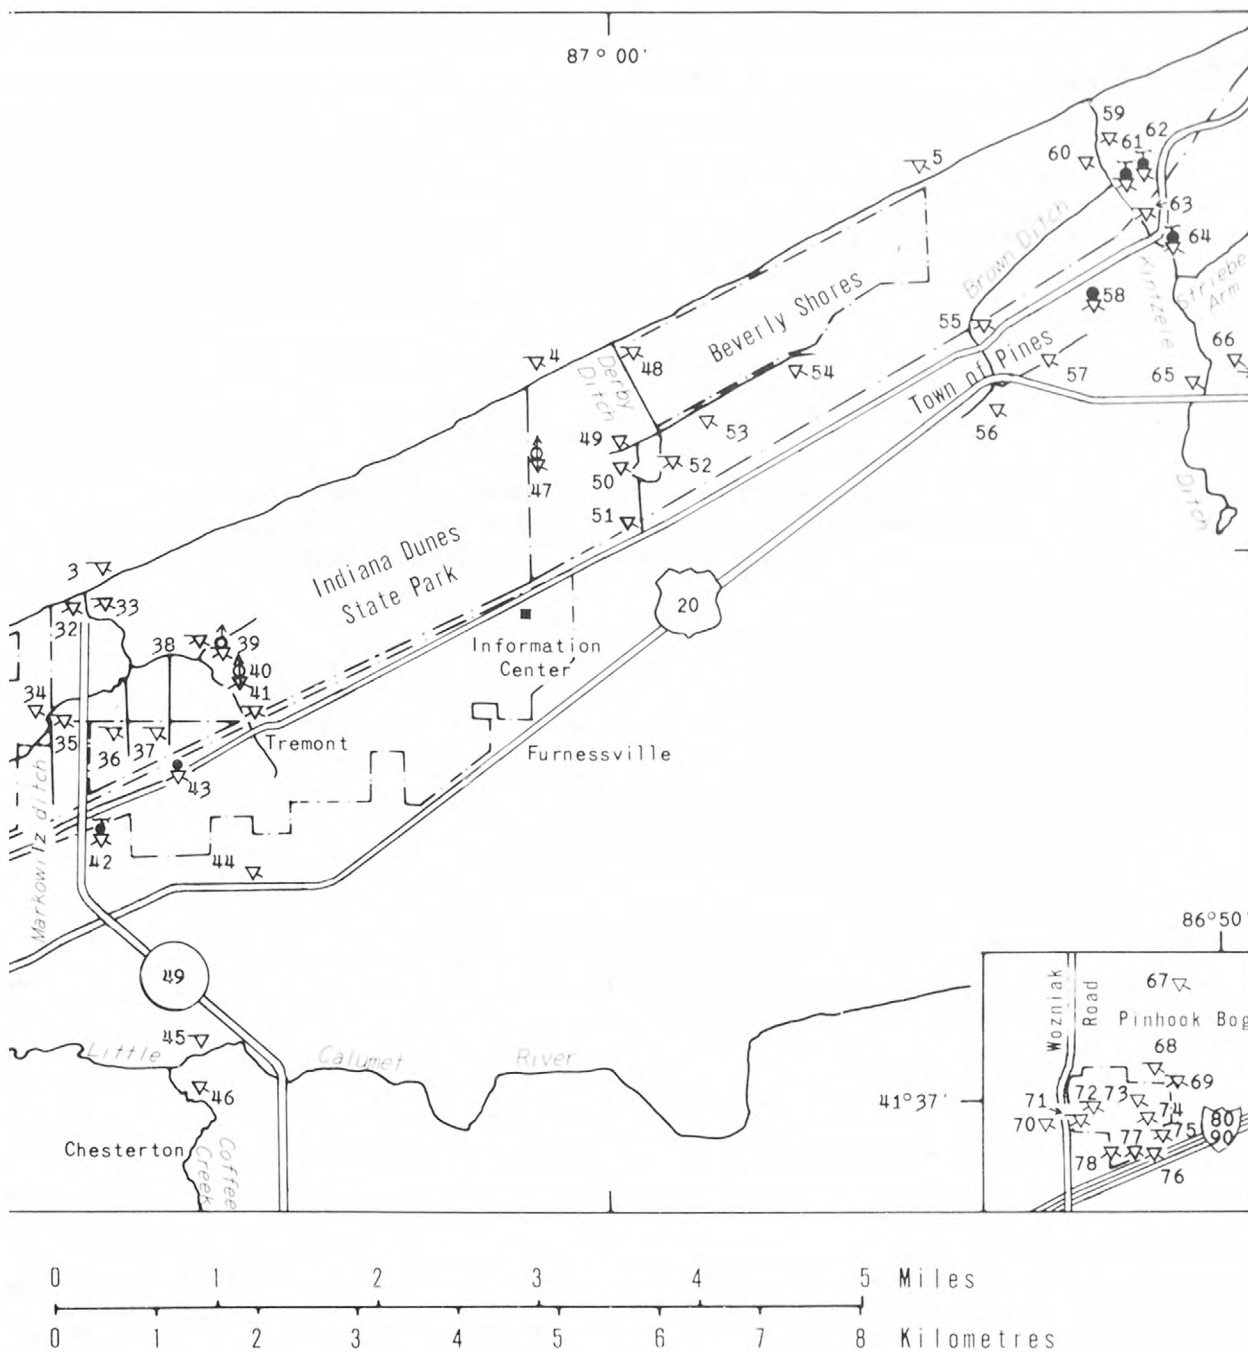 87° 00'
59
62
61
60
5
63
64
Brown Ditch
Kintzele
Ditch
Striebe
Arm
58
Beverly Shores
55
4
48
Derby
Ditch
54
Town of Pines
57
66
65
56
53
49
52
50
47
51
Indiana Dunes
State Park
20
3
33
32
38
39
40
41
Information
Center
34
35
36
37
Tremont
Furnessville
43
42
44
Markowitz ditch
49
45
Little
Calumet
River
46
Chesterton
Coffee
Creek
86°50'
Wozniak
Road
67
Pinhook Bog
68
69
41°37'
71
72
73
74
70
75
80
90
78
77
76
0 1 2 3 4 5 Miles
0 1 2 3 4 5 6 7 8 Kilometres